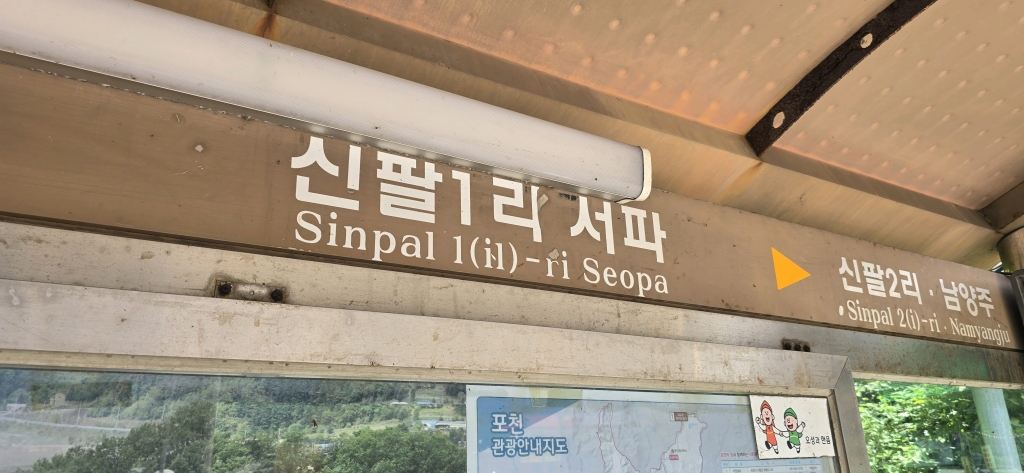 신팔1리 서파
Sinpal 1(il)-ri Seopa
신팔2리 · 남양주
Sinpal 2(i)-ri · Namyangju
포천
관광안내지도